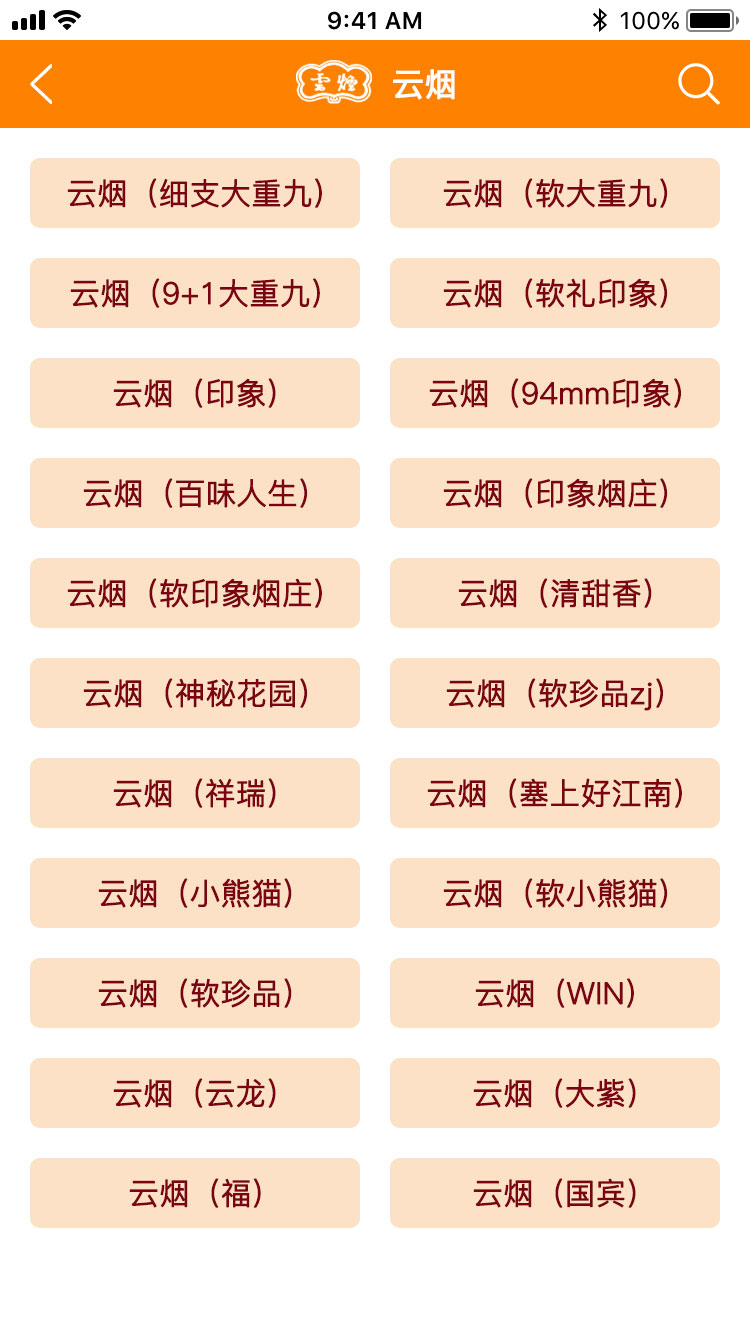 9:41 AM 100%
雲煙 云烟
云烟（细支大重九） 云烟（软大重九）
云烟（9+1大重九） 云烟（软礼印象）
云烟（印象） 云烟（94mm印象）
云烟（百味人生） 云烟（印象烟庄）
云烟（软印象烟庄） 云烟（清甜香）
云烟（神秘花园） 云烟（软珍品zj）
云烟（祥瑞） 云烟（塞上好江南）
云烟（小熊猫） 云烟（软小熊猫）
云烟（软珍品） 云烟（WIN）
云烟（云龙） 云烟（大紫）
云烟（福） 云烟（国宾）